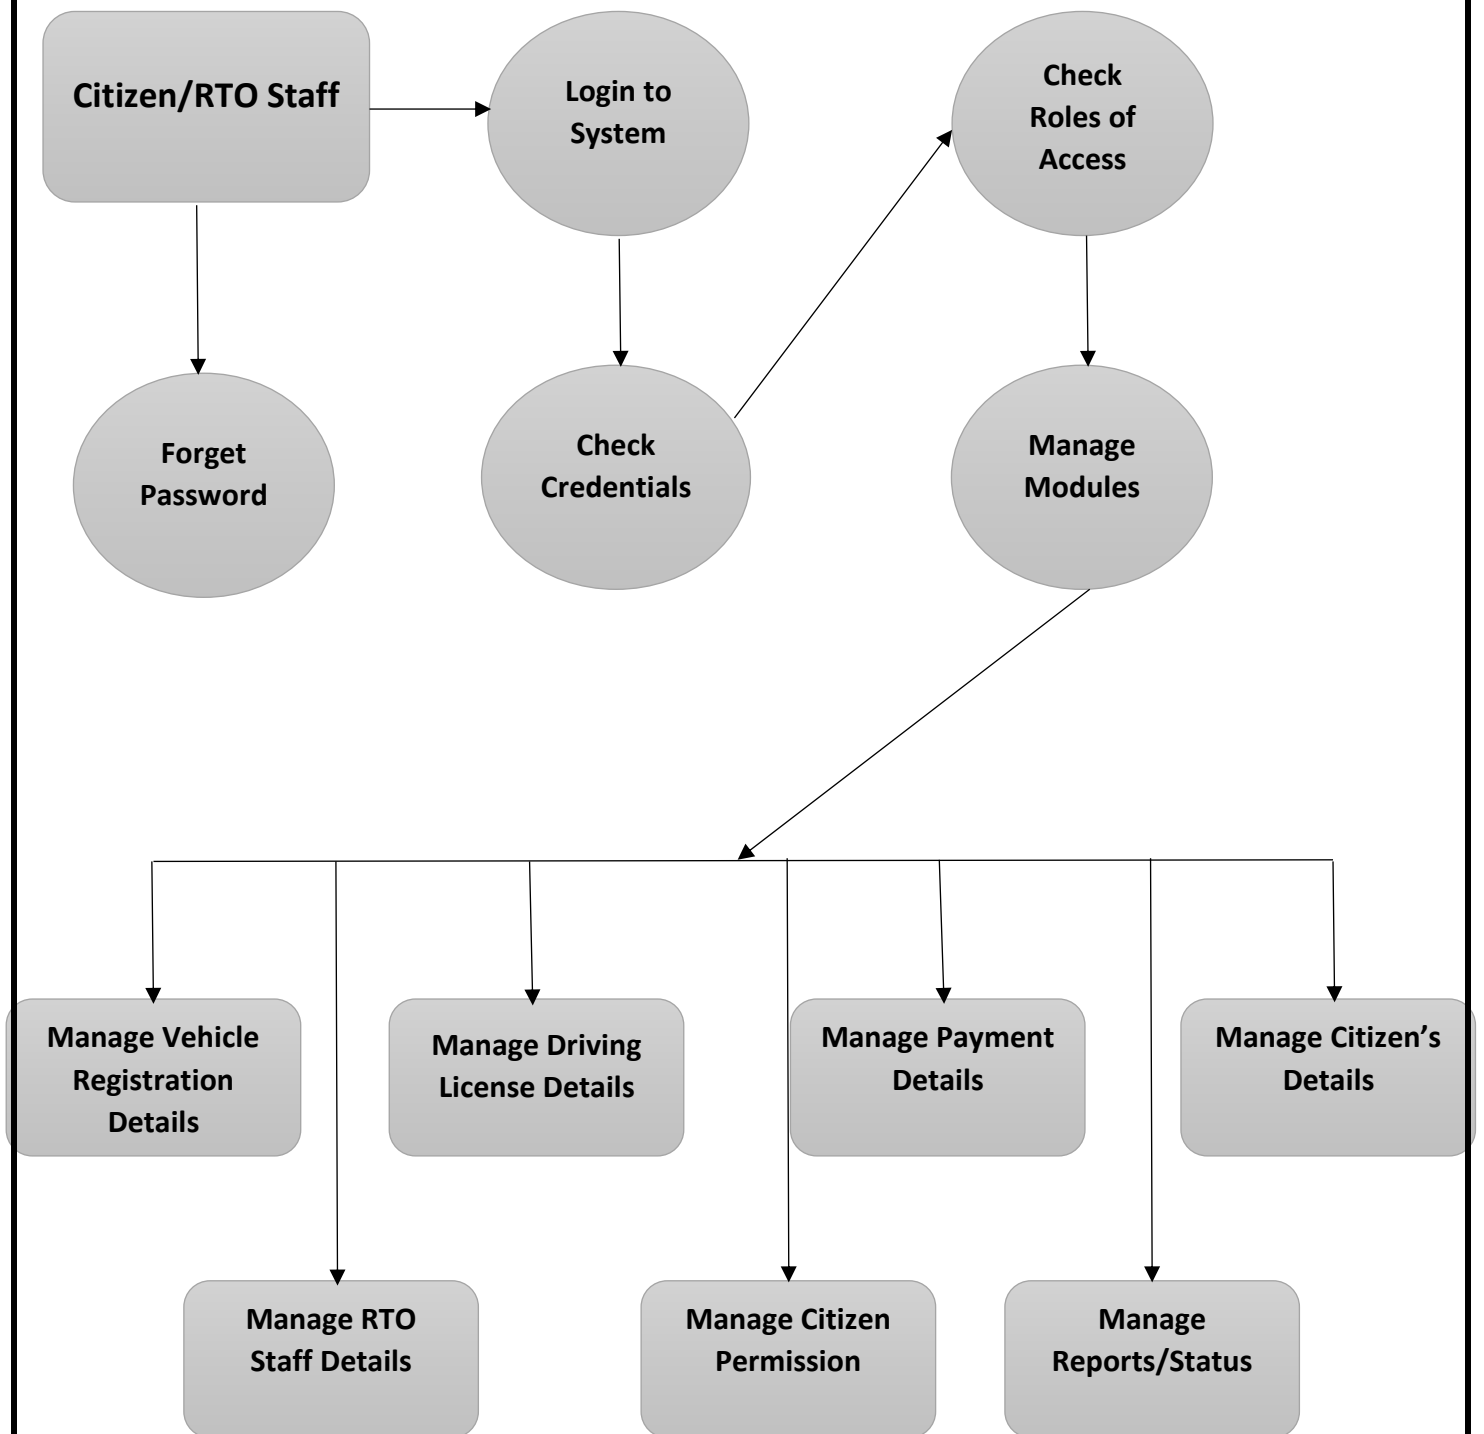 Citizen/RTO Staff
Login to
System
Check
Roles of
Access
Forget
Password
Check
Credentials
Manage
Modules
Manage Vehicle
Registration
Details
Manage Driving
License Details
Manage Payment
Details
Manage Citizen’s
Details
Manage RTO
Staff Details
Manage Citizen
Permission
Manage
Reports/Status